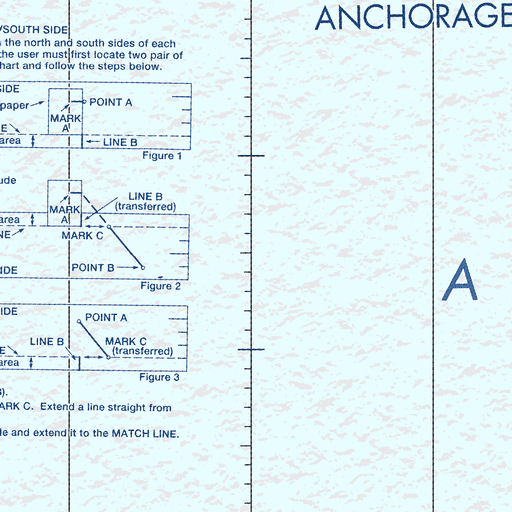 /SOUTH SIDE
the north and south sides of each
the user must first locate two pair of
hart and follow the steps below.
ANCHORAGE
SIDE
paper
POINT A
MARK
A
E
area
LINE B
Figure 1
ude
LINE B
(transferred)
MARK
A
area
NE
MARK C
POINT B
SIDE
Figure 2
A
SIDE
POINT A
LINE B
MARK C
(transferred)
E
area
Figure 3
B).
ARK C. Extend a line straight from
le and extend it to the MATCH LINE.